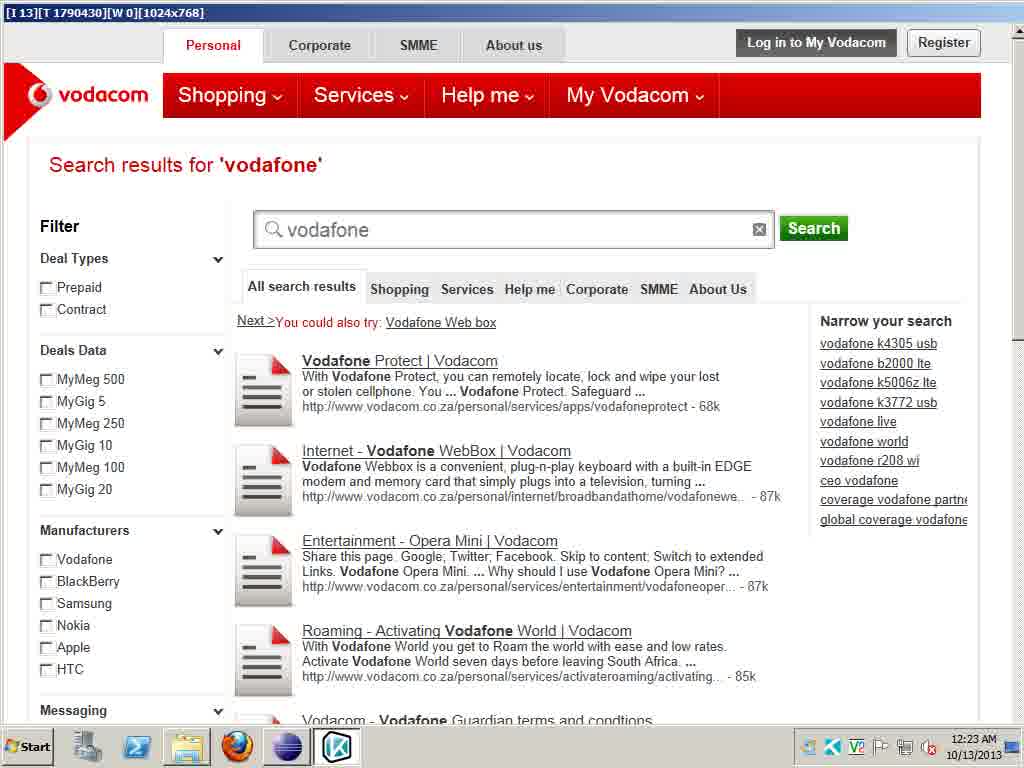 [I 13][T 1790430][W 0][1024x768]
Personal Corporate SMME About us Log in to My Vodacom Register
vodacom Shopping Services Help me My Vodacom
Search results for 'vodafone'
vodafone Search
Filter
Deal Types
Prepaid
Contract
Deals Data
MyMeg 500
MyGig 5
MyMeg 250
MyGig 10
MyMeg 100
MyGig 20
Manufacturers
Vodafone
BlackBerry
Samsung
Nokia
Apple
HTC
Messaging
All search results Shopping Services Help me Corporate SMME About Us
Next >You could also try: Vodafone Web box
Vodafone Protect | Vodacom
With Vodafone Protect, you can remotely locate, lock and wipe your lost
or stolen cellphone. You ... Vodafone Protect. Safeguard ...
http://www.vodacom.co.za/personal/services/apps/vodafoneprotect - 68k
Internet - Vodafone WebBox | Vodacom
Vodafone Webbox is a convenient, plug-n-play keyboard with a built-in EDGE
modem and memory card that simply plugs into a television, turning ...
http://www.vodacom.co.za/personal/internet/broadbandathome/vodafonewe... - 87k
Entertainment - Opera Mini | Vodacom
Share this page. Google; Twitter; Facebook. Skip to content; Switch to extended
Links. Vodafone Opera Mini. ... Why should I use Vodafone Opera Mini? ...
http://www.vodacom.co.za/personal/services/entertainment/vodafoneoper... - 87k
Roaming - Activating Vodafone World | Vodacom
With Vodafone World you get to Roam the world with ease and low rates.
Activate Vodafone World seven days before leaving South Africa. ...
http://www.vodacom.co.za/personal/services/activateroaming/activating... - 85k
Vodacom - Vodafone Guardian terms and condtions
Narrow your search
vodafone k4305 usb
vodafone b2000 lte
vodafone k5006z lte
vodafone k3772 usb
vodafone live
vodafone world
vodafone r208 wi
ceo vodafone
coverage vodafone partne
global coverage vodafone
Start
12:23 AM
10/13/2013